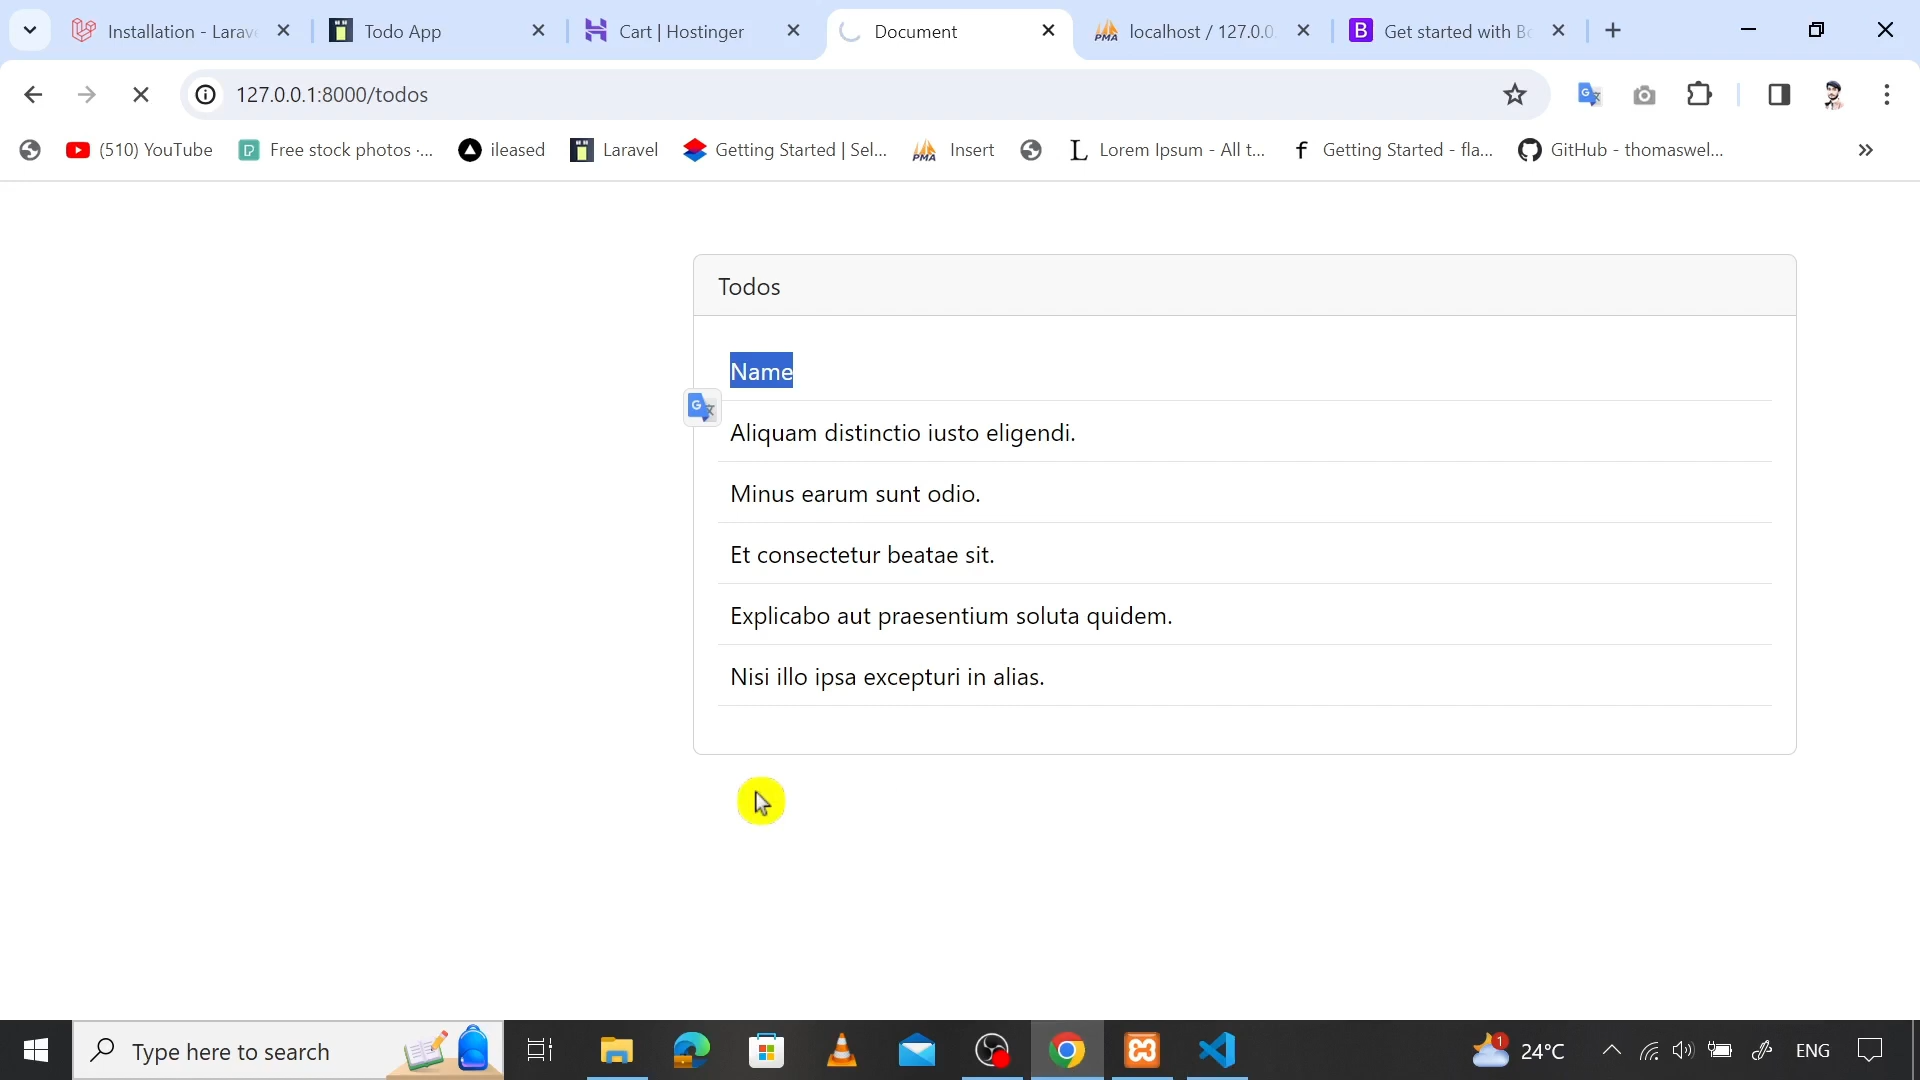 Installation - Larav
Todo App
Cart | Hostinger
Document
localhost / 127.0.0
Get started with Bo
127.0.0.1:8000/todos
(510) YouTube
Free stock photos ·...
ileased
Laravel
Getting Started | Sel...
Insert
Lorem Ipsum - All t...
Getting Started - fla...
GitHub - thomaswel...
Todos
Name
Aliquam distinctio iusto eligendi.
Minus earum sunt odio.
Et consectetur beatae sit.
Explicabo aut praesentium soluta quidem.
Nisi illo ipsa excepturi in alias.
Type here to search
1
24°C
ENG